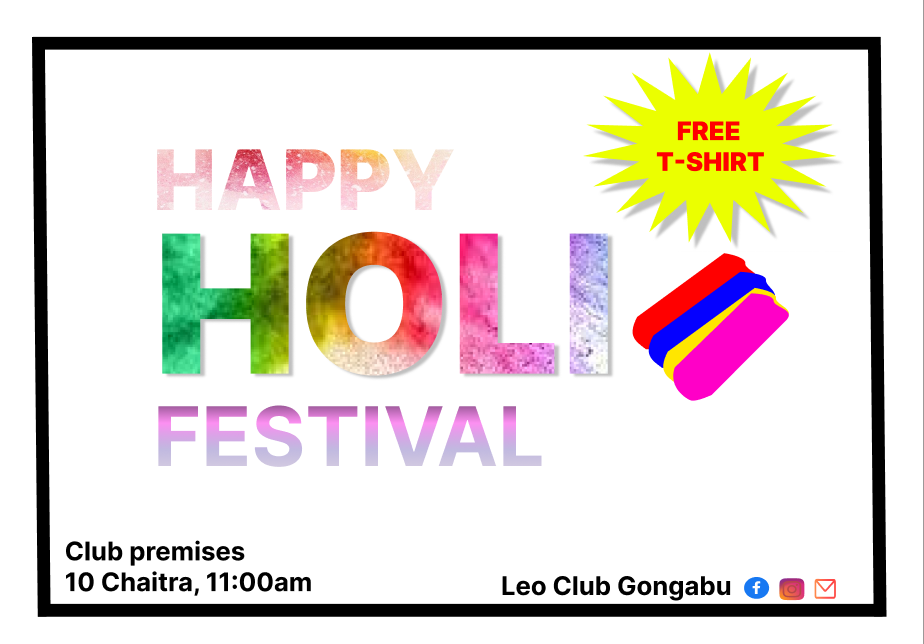 FREE
T-SHIRT
HAPPY
HOLI
FESTIVAL
Club premises
10 Chaitra, 11:00am
Leo Club Gongabu